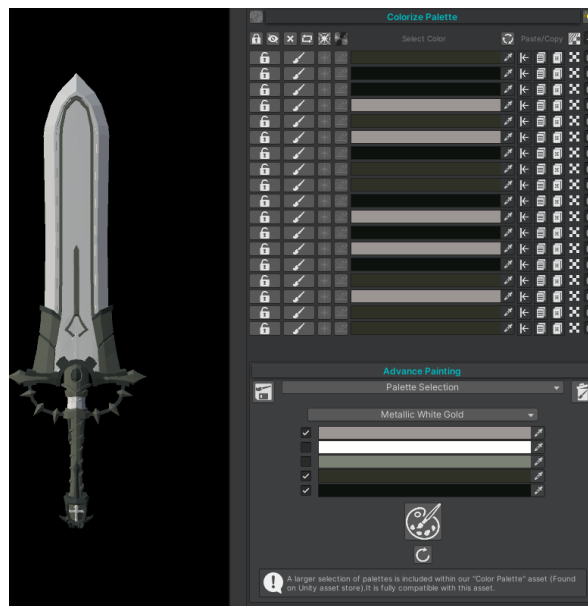 Colorize Palette
Select Color
Paste/Copy
Advance Painting
Palette Selection
Metallic White Gold
A larger selection of palettes is included within our "Color Palette" asset (Found
on Unity asset store).It is fully compatible with this asset.